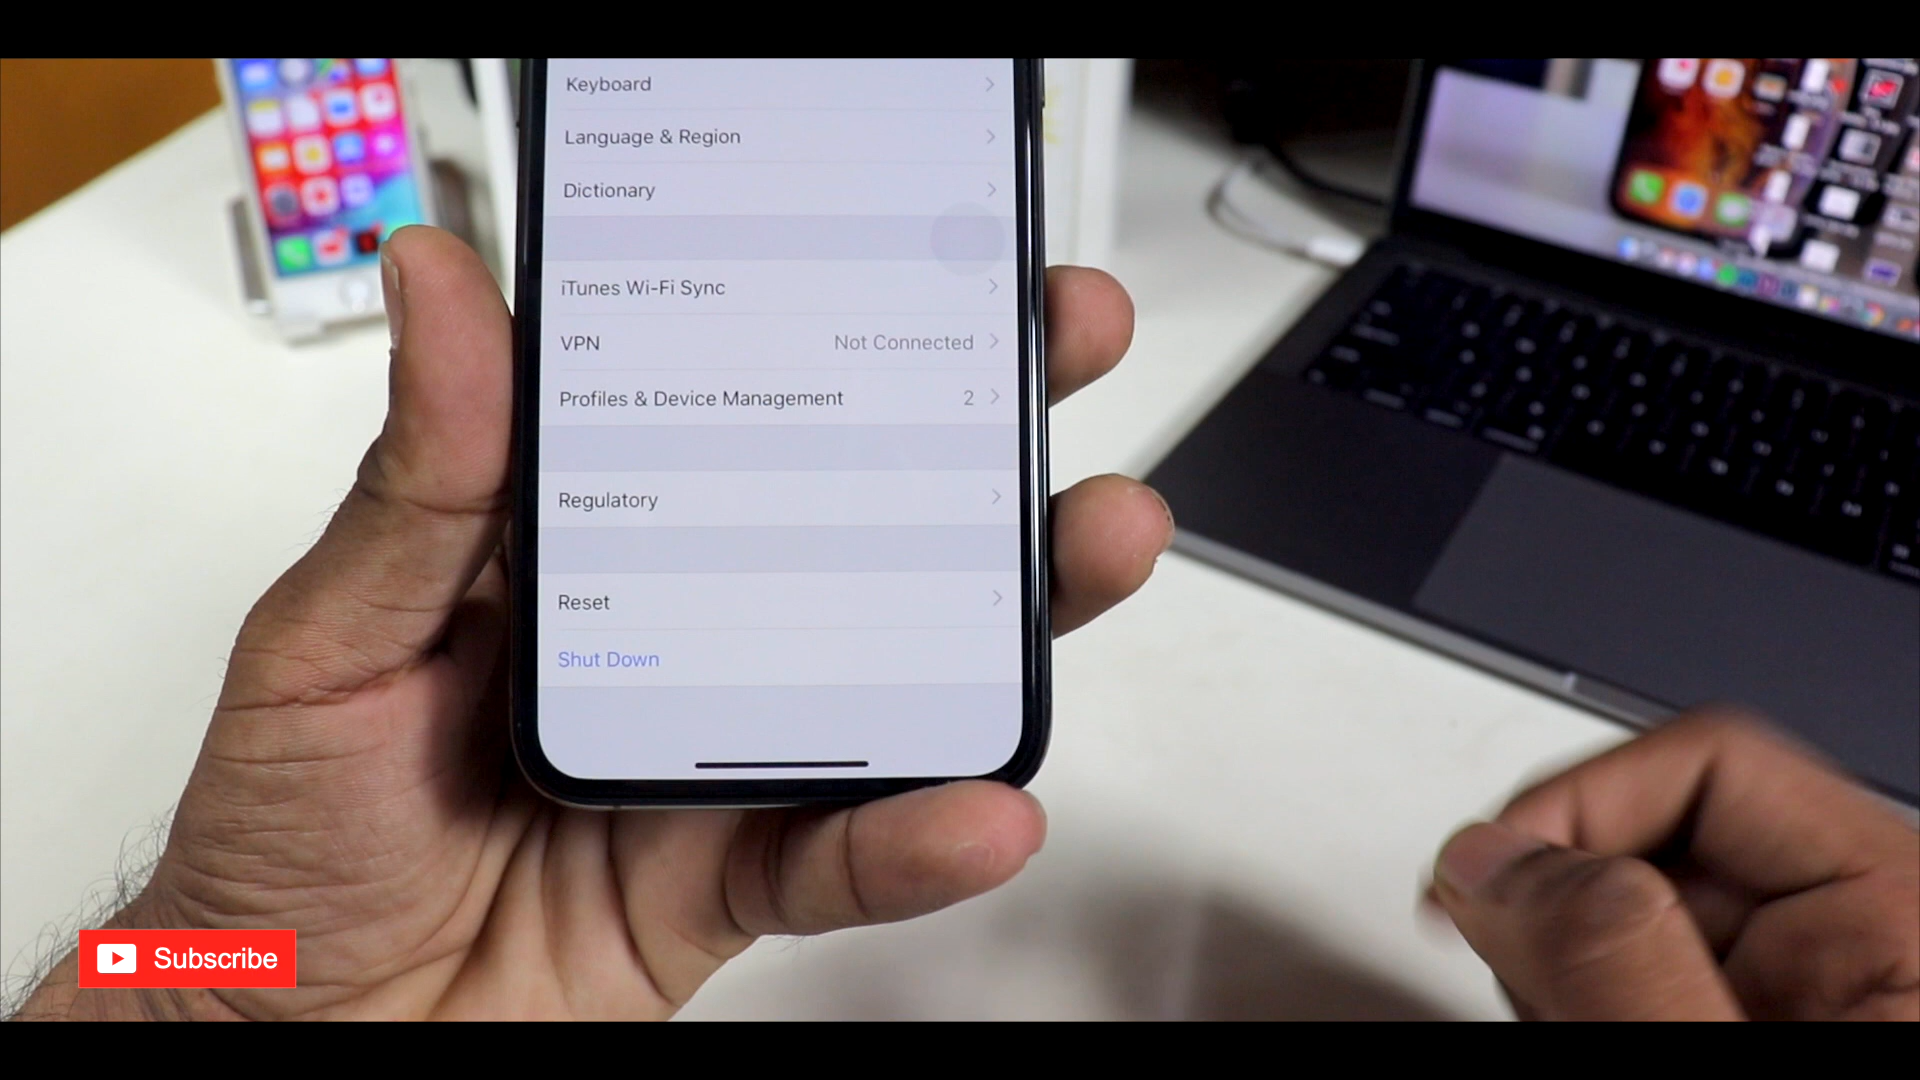 Keyboard
Language & Region
Dictionary
iTunes Wi-Fi Sync
VPN Not Connected
Profiles & Device Management 2
Regulatory
Reset
Shut Down
Subscribe